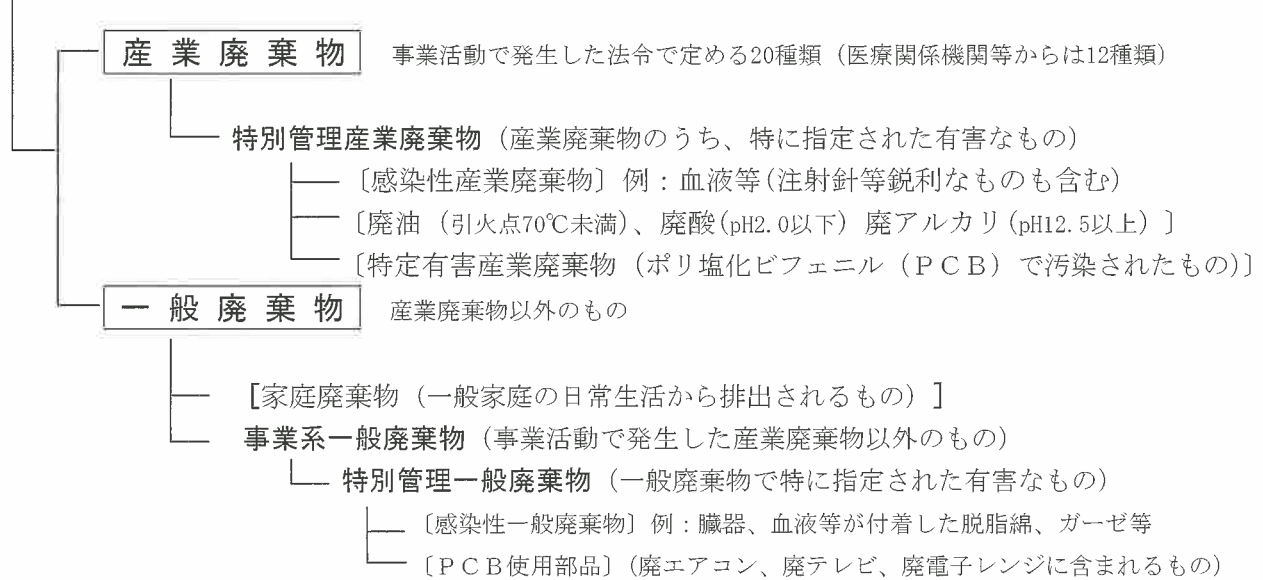 産業廃棄物 事業活動で発生した法令で定める20種類（医療関係機関等からは12種類）
特別管理産業廃棄物（産業廃棄物のうち、特に指定された有害なもの）
〔感染性産業廃棄物〕例：血液等(注射針等鋭利なものも含む)
〔廃油（引火点70℃未満)、廃酸(pH2.0以下) 廃アルカリ(pH12.5以上）〕
〔特定有害産業廃棄物（ポリ塩化ビフェニル（ＰＣＢ）で汚染されたもの)〕
一般廃棄物 産業廃棄物以外のもの
[家庭廃棄物（一般家庭の日常生活から排出されるもの）]
事業系一般廃棄物（事業活動で発生した産業廃棄物以外のもの）
特別管理一般廃棄物（一般廃棄物で特に指定された有害なもの）
〔感染性一般廃棄物〕例：臓器、血液等が付着した脱脂綿、ガーゼ等
〔ＰＣＢ使用部品〕(廃エアコン、廃テレビ、廃電子レンジに含まれるもの）